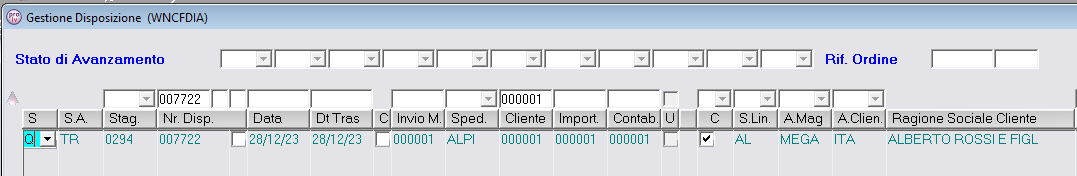 Gestione Disposizione (WNCFDIA)
Stato di Avanzamento Rif. Ordine
007722 000001
S S.A. Stag. Nr. Disp. Data Dt Tras C Invio M. Sped. Cliente Import. Contab. U C S.Lin. A.Mag A.Clien. Ragione Sociale Cliente
Q TR 0294 007722 28/12/23 28/12/23 000001 ALPI 000001 000001 000001 AL MEGA ITA ALBERTO ROSSI E FIGL